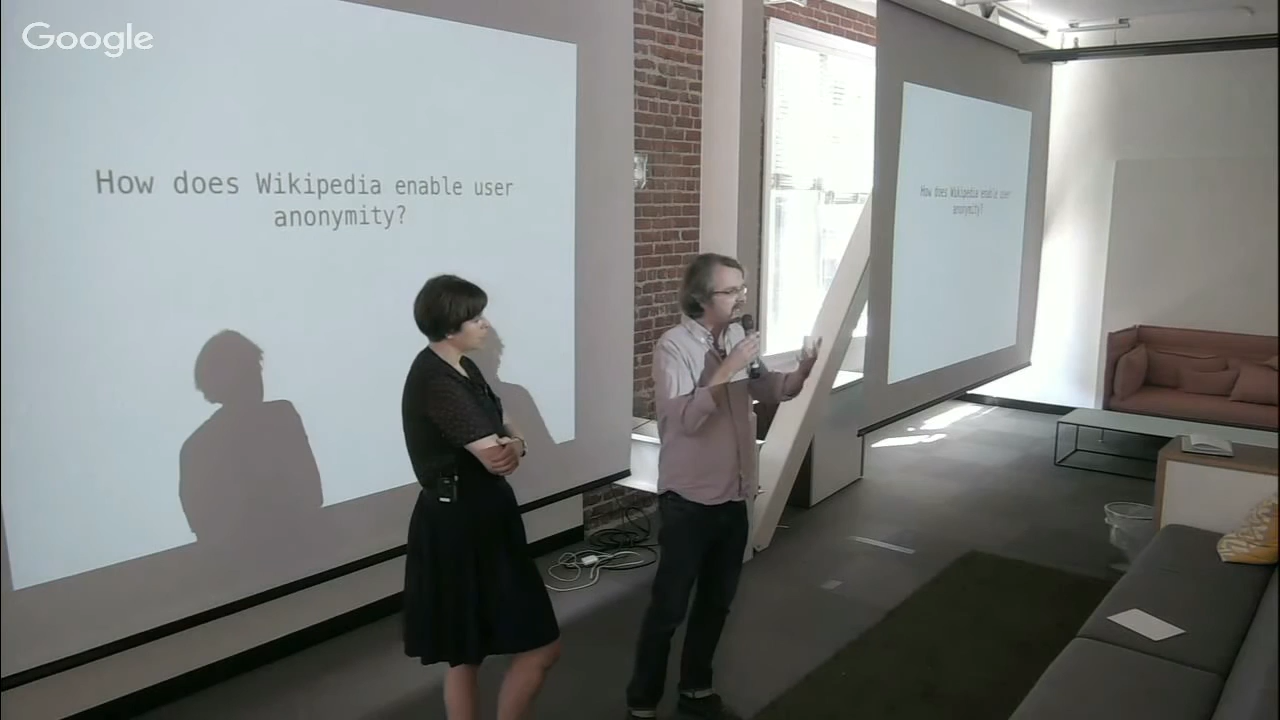 Google
How does Wikipedia enable user
anonymity?
How does Wikipedia enable user
anonymity?